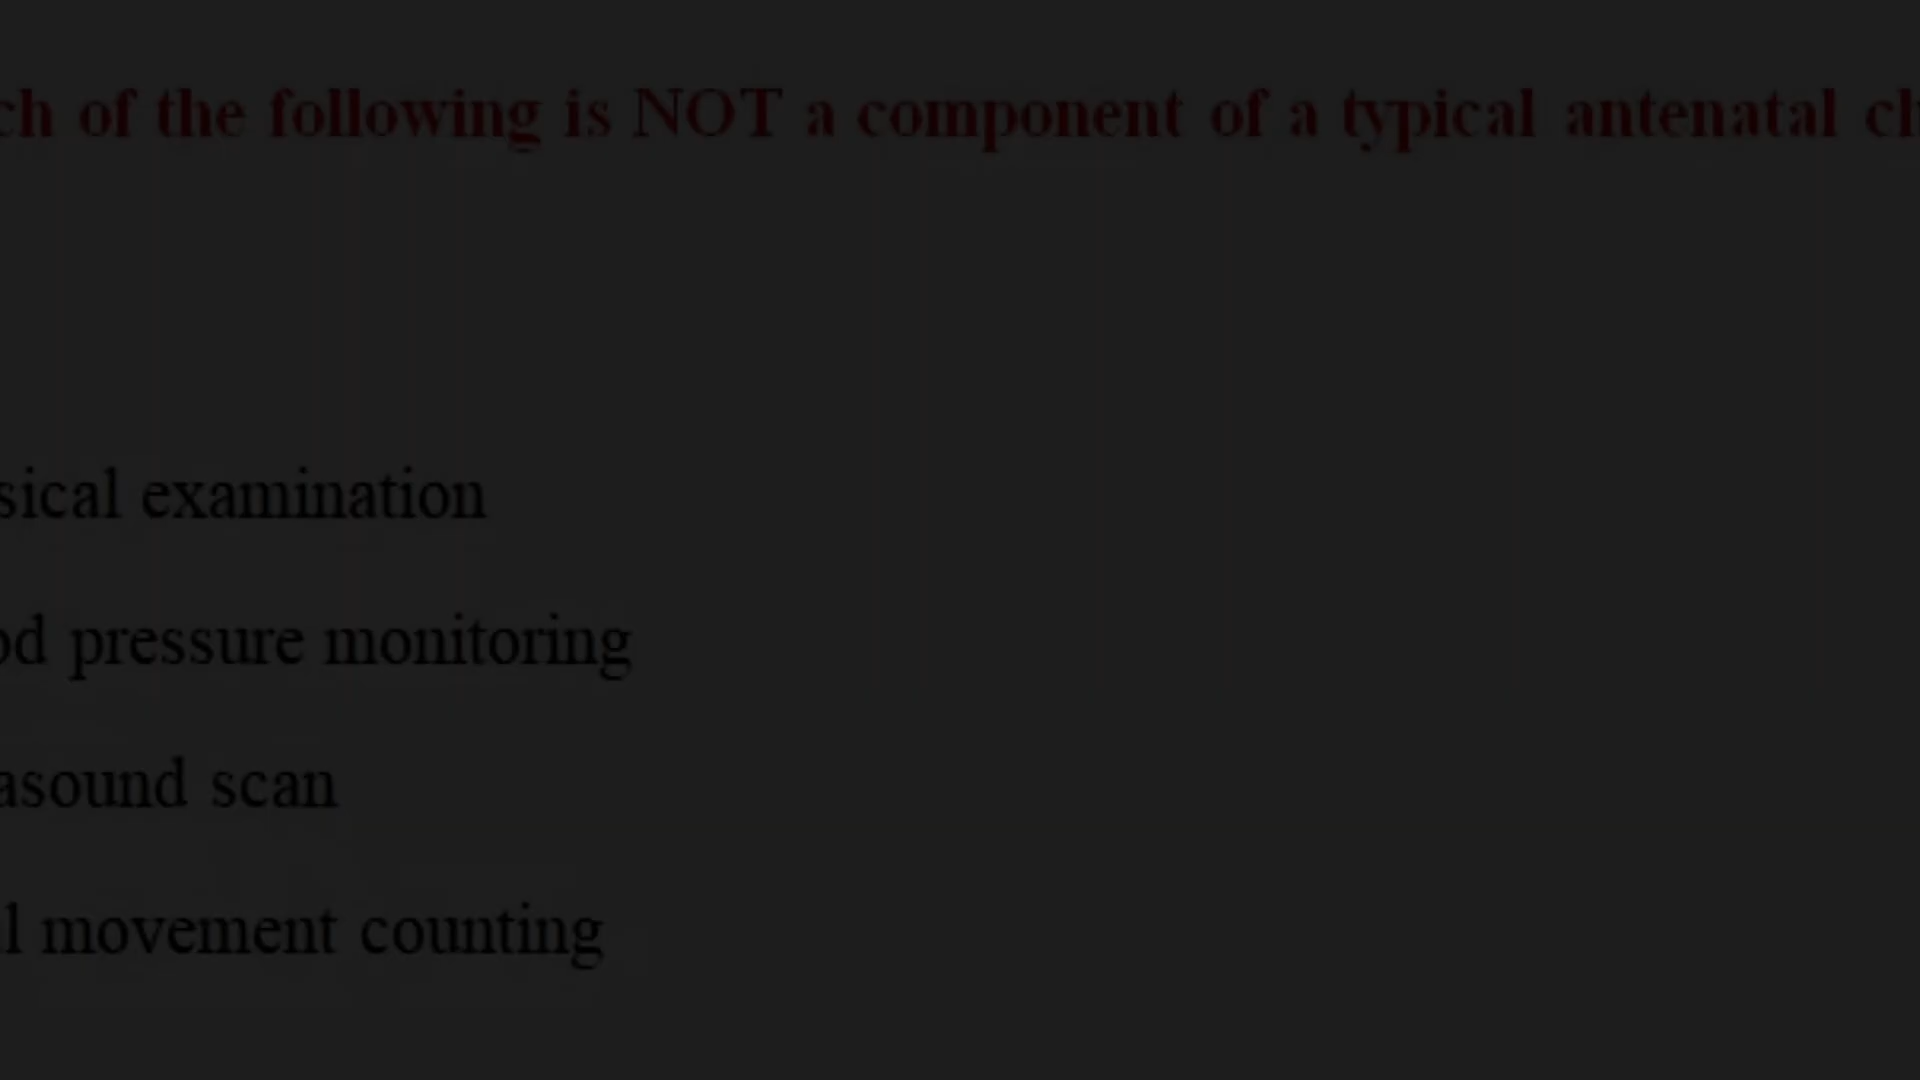 ch of the following is NOT a component of a typical antenatal ch
sical examination
od pressure monitoring
asound scan
l movement counting